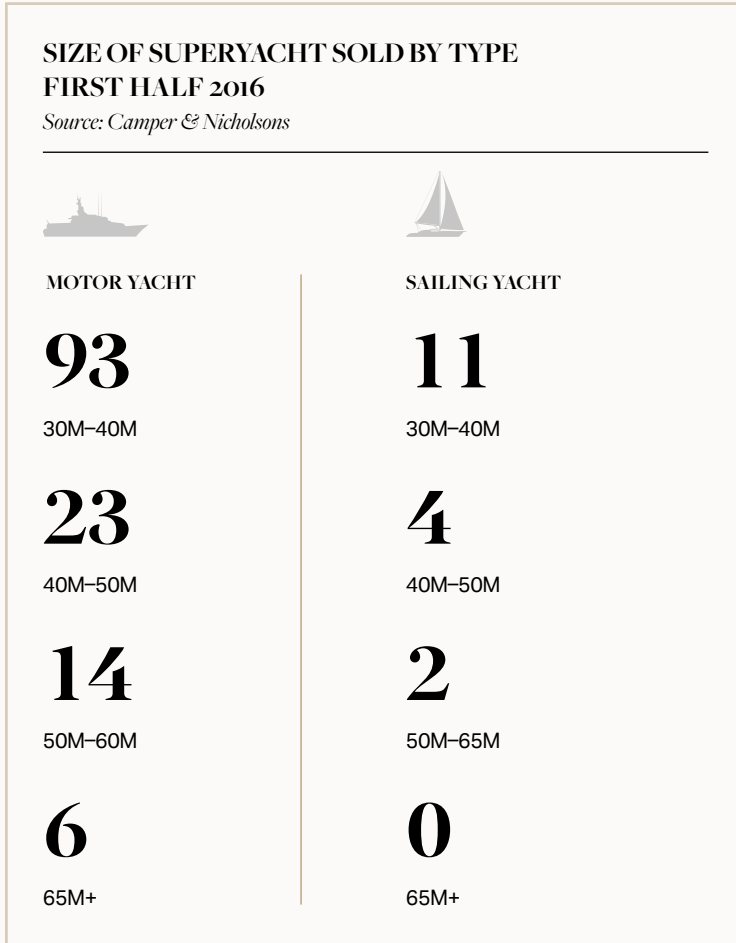 SIZE OF SUPERYACHT SOLD BY TYPE
FIRST HALF 2016
Source: Camper & Nicholsons
MOTOR YACHT
93
30M–40M
23
40M–50M
14
50M–60M
6
65M+
SAILING YACHT
11
30M–40M
4
40M–50M
2
50M–65M
0
65M+